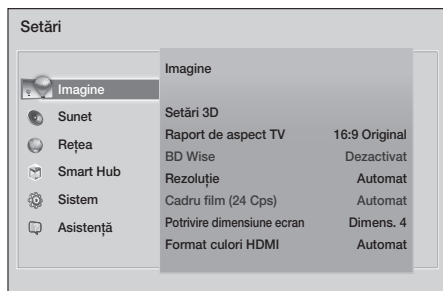 Setări
Imagine
Sunet
Rețea
Smart Hub
Sistem
Asistență
Imagine
Setări 3D
Raport de aspect TV 16:9 Original
BD Wise Dezactivat
Rezoluție Automat
Cadru film (24 Cps) Automat
Potrivire dimensiune ecran Dimens. 4
Format culori HDMI Automat